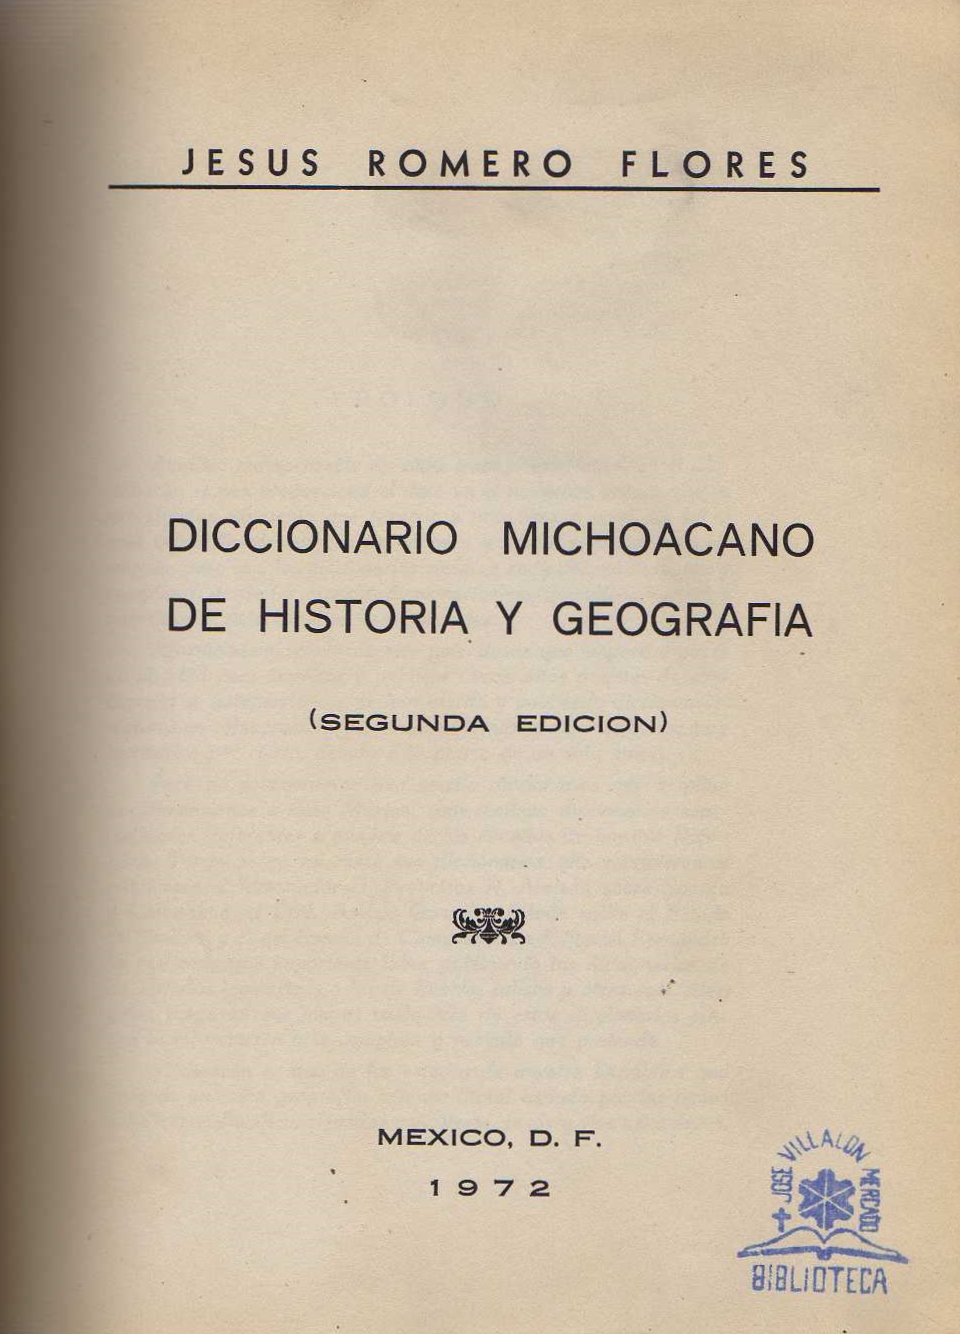 JESUS ROMERO FLORES
DICCIONARIO MICHOACANO
DE HISTORIA Y GEOGRAFIA
(SEGUNDA EDICION)
MEXICO, D. F.
1972
JOSE VILLALON MERCADO
BIBLIOTECA